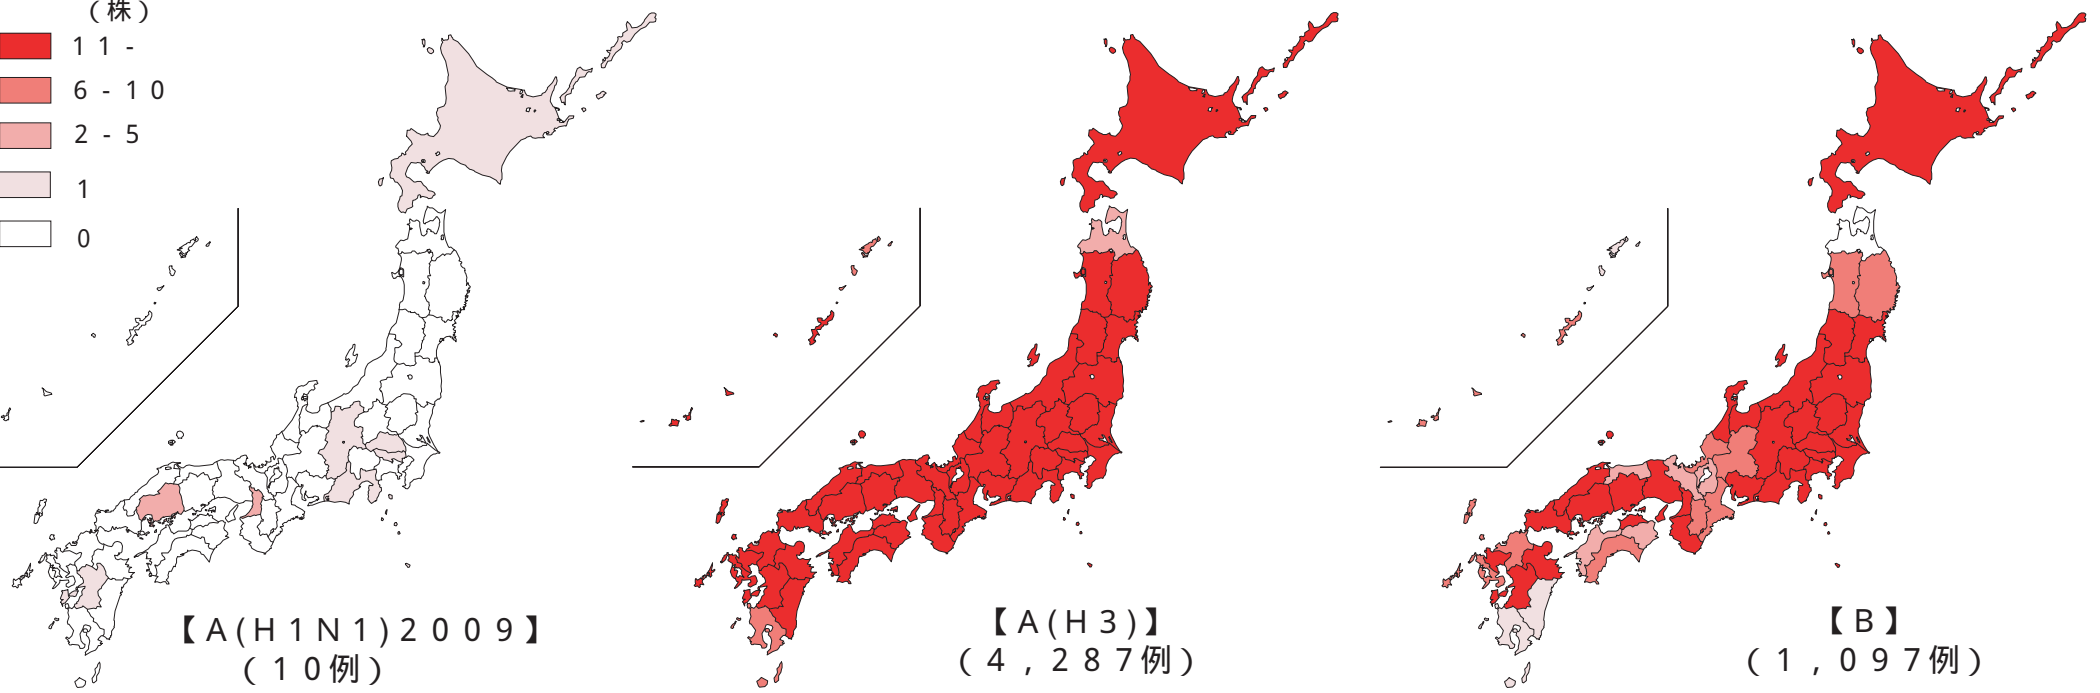 (株)
11-
6-10
2-5
1
0
【A(H1N1)2009】
(10例)
【A(H3)】
(4,287例)
【B】
(1,097例)